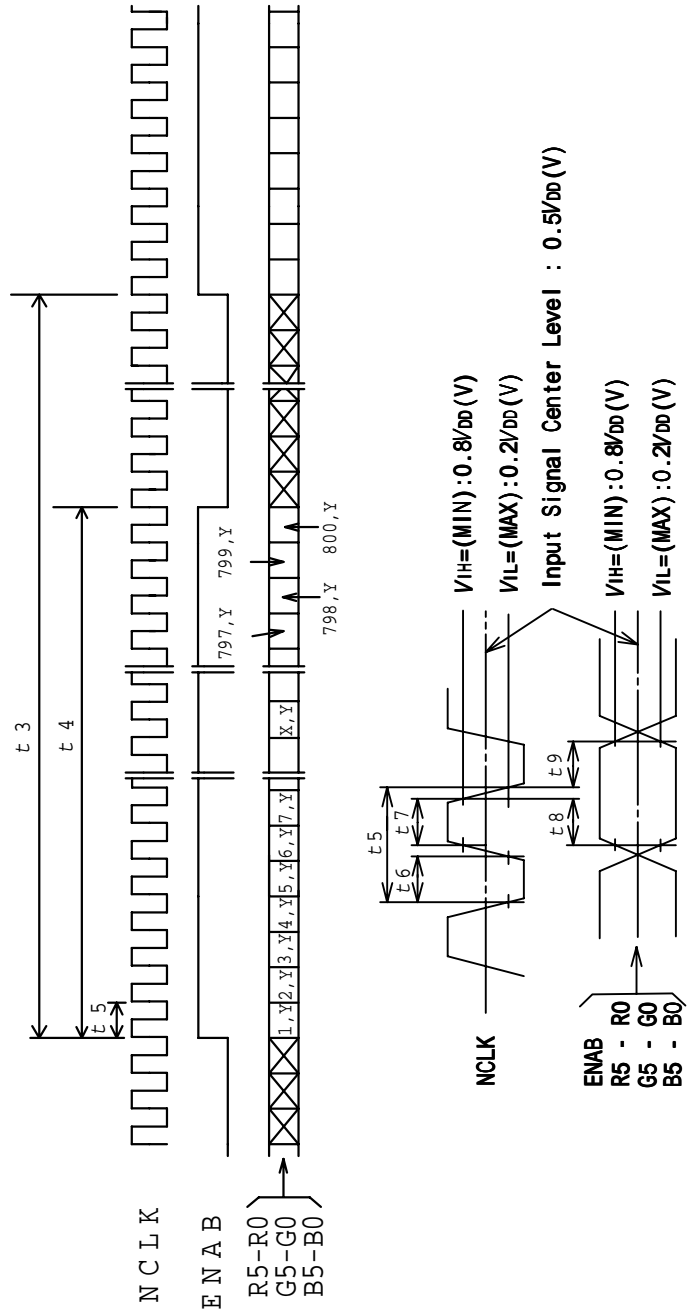 t 3
t 4
t 5
NCLK
ENAB
R5-R0
G5-G0
B5-B0
1,Y 2,Y 3,Y 4,Y 5,Y 6,Y 7,Y
X,Y
797,Y
799,Y
798,Y
800,Y
t5
t6
t7
NCLK
VIH=(MIN):0.8VDD(V)
VIL=(MAX):0.2VDD(V)
Input Signal Center Level : 0.5VDD(V)
t8
t9
ENAB
R5 - R0
G5 - G0
B5 - B0
VIH=(MIN):0.8VDD(V)
VIL=(MAX):0.2VDD(V)